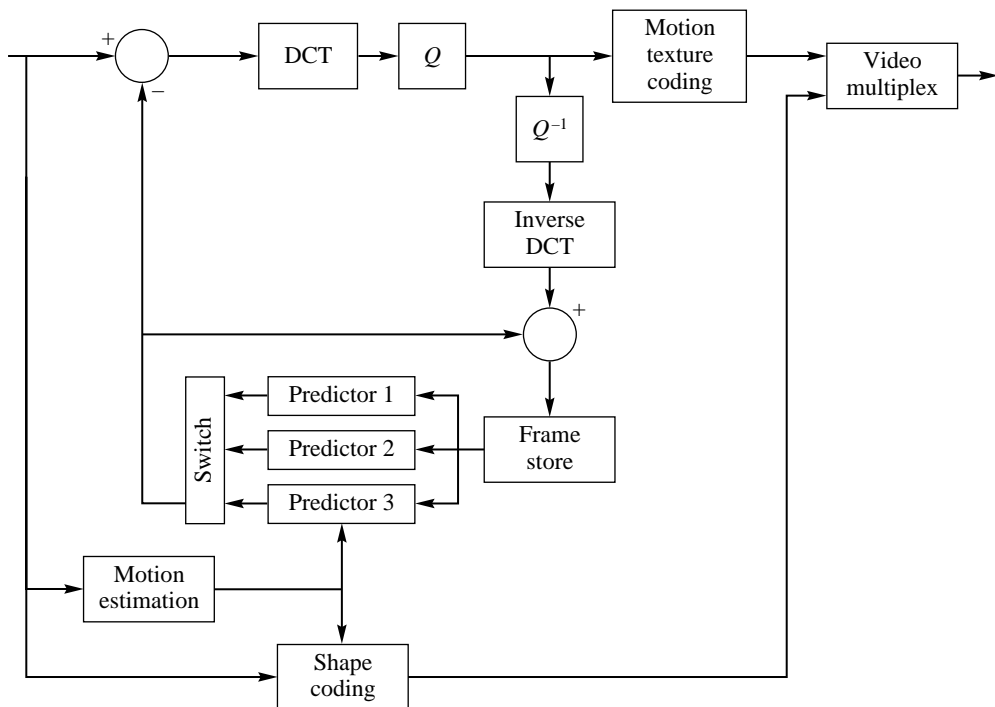 +
−
DCT
Q
Motion
texture
coding
Video
multiplex
Q–1
Inverse
DCT
+
Switch
Predictor 1
Predictor 2
Predictor 3
Frame
store
Motion
estimation
Shape
coding